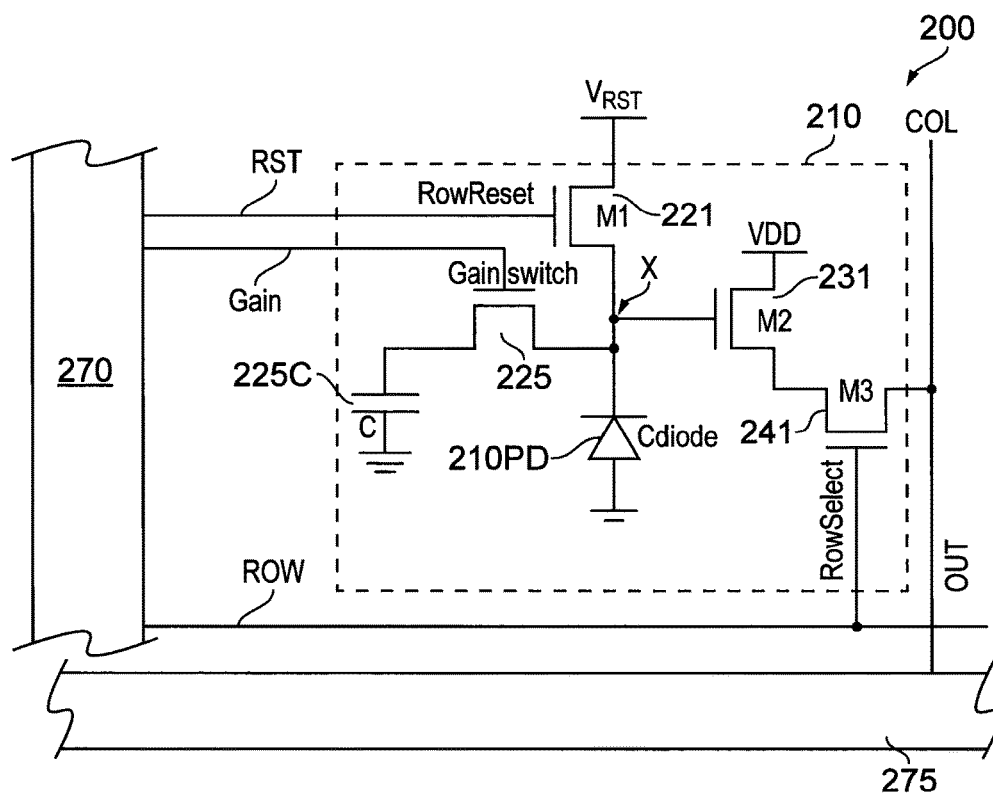 200
V_RST
210
COL
RST
RowReset
M1
221
VDD
Gain
Gain switch
X
231
M2
270
225C
C
225
M3
241
210PD
Cdiode
RowSelect
OUT
ROW
275